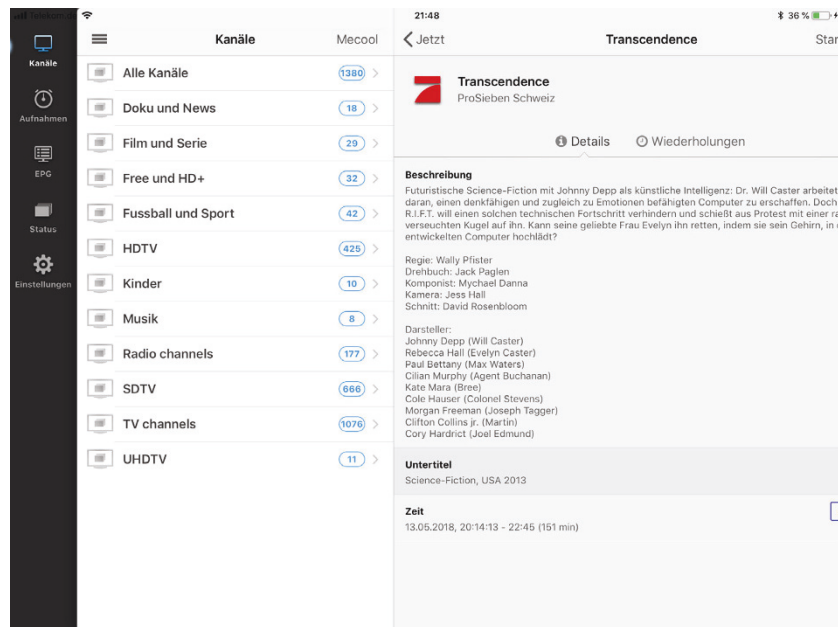 21:48
36 %
Kanäle
Aufnahmen
EPG
Status
Einstellungen
Kanäle
Mecool
Alle Kanäle
1380
Doku und News
18
Film und Serie
29
Free und HD+
32
Fussball und Sport
42
HDTV
425
Kinder
10
Musik
8
Radio channels
177
SDTV
666
TV channels
1076
UHDTV
11
Jetzt
Transcendence
Star
Transcendence
ProSieben Schweiz
Details
Wiederholungen
Beschreibung
Futuristische Science-Fiction mit Johnny Depp als künstliche Intelligenz: Dr. Will Caster arbeitet
daran, einen denkfähigen und zugleich zu Emotionen befähigten Computer zu erschaffen. Doch
R.I.F.T. will einen solchen technischen Fortschritt verhindern und schießt aus Protest mit einer ra
verseuchten Kugel auf ihn. Kann seine geliebte Frau Evelyn ihn retten, indem sie sein Gehirn, in
entwickelten Computer hochlädt?
Regie: Wally Pfister
Drehbuch: Jack Paglen
Komponist: Mychael Danna
Kamera: Jess Hall
Schnitt: David Rosenbloom
Darsteller:
Johnny Depp (Will Caster)
Rebecca Hall (Evelyn Caster)
Paul Bettany (Max Waters)
Cilian Murphy (Agent Buchanan)
Kate Mara (Bree)
Cole Hauser (Colonel Stevens)
Morgan Freeman (Joseph Tagger)
Clifton Collins jr. (Martin)
Cory Hardrict (Joel Edmund)
Untertitel
Science-Fiction, USA 2013
Zeit
13.05.2018, 20:14:13 - 22:45 (151 min)